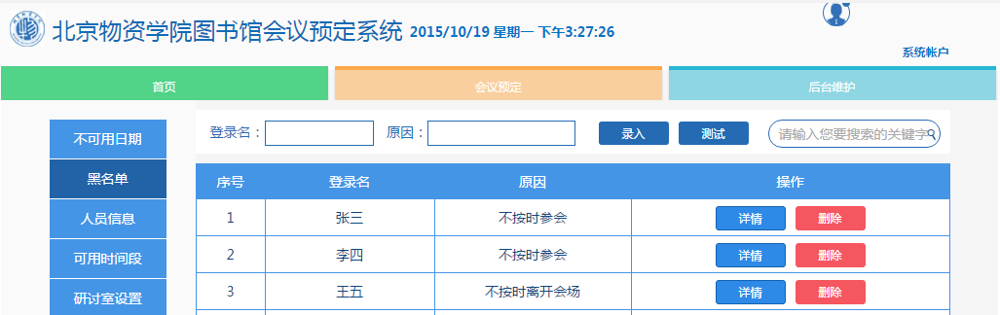 北京物资学院图书馆会议预定系统 2015/10/19 星期一 下午3:27:26
系统帐户
首页 会议预定 后台维护
不可用日期
黑名单
人员信息
可用时间段
研讨室设置
登录名： 原因： 录入 测试 请输入您要搜索的关键字
序号 登录名 原因 操作
1 张三 不按时参会 详情 删除
2 李四 不按时参会 详情 删除
3 王五 不按时离开会场 详情 删除